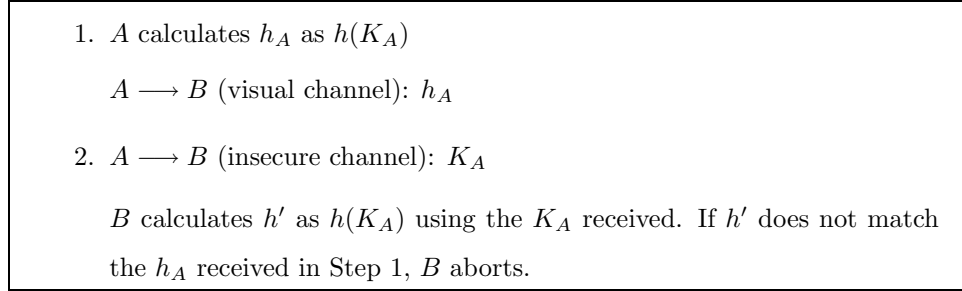 1. A calculates h_A as h(K_A)
A ⟶ B (visual channel): h_A
2. A ⟶ B (insecure channel): K_A
B calculates h′ as h(K_A) using the K_A received. If h′ does not match
the h_A received in Step 1, B aborts.